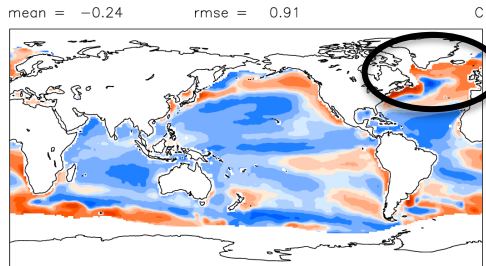 mean = -0.24 rmse = 0.91 C